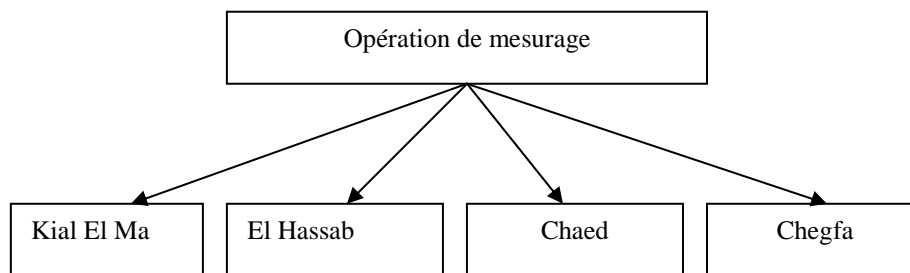 Opération de mesurage
Kial El Ma
El Hassab
Chaed
Chegfa